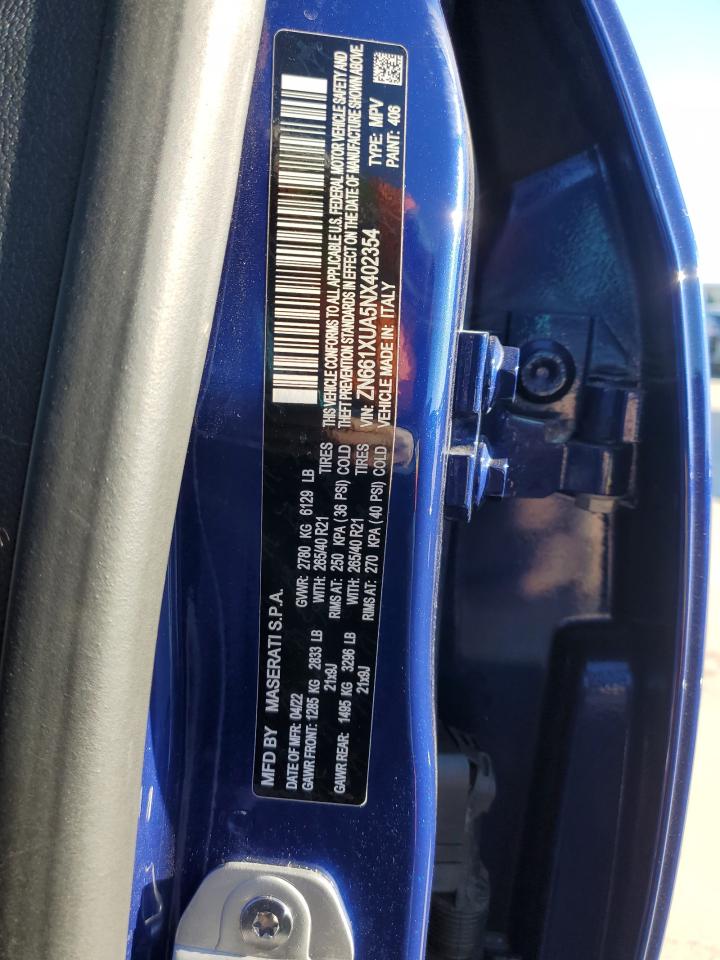 MFD BY MASERATI S.P.A.
DATE OF MFR: 04/22 GVWR: 2780 KG 6129 LB
GAWR FRONT: 1285 KG 2833 LB WITH: 265/40 R21 TIRES
21x9J RIMS AT: 250 KPA (36 PSI) COLD
GAWR REAR: 1495 KG 3296 LB WITH: 265/40 R21 TIRES
21x9J RIMS AT: 270 KPA (40 PSI) COLD
THIS VEHICLE CONFORMS TO ALL APPLICABLE U.S. FEDERAL MOTOR VEHICLE SAFETY AND
THEFT PREVENTION STANDARDS IN EFFECT ON THE DATE OF MANUFACTURE SHOWN ABOVE
VIN: ZN661XUA5NX402354 TYPE: MPV
VEHICLE MADE IN: ITALY PAINT: 406